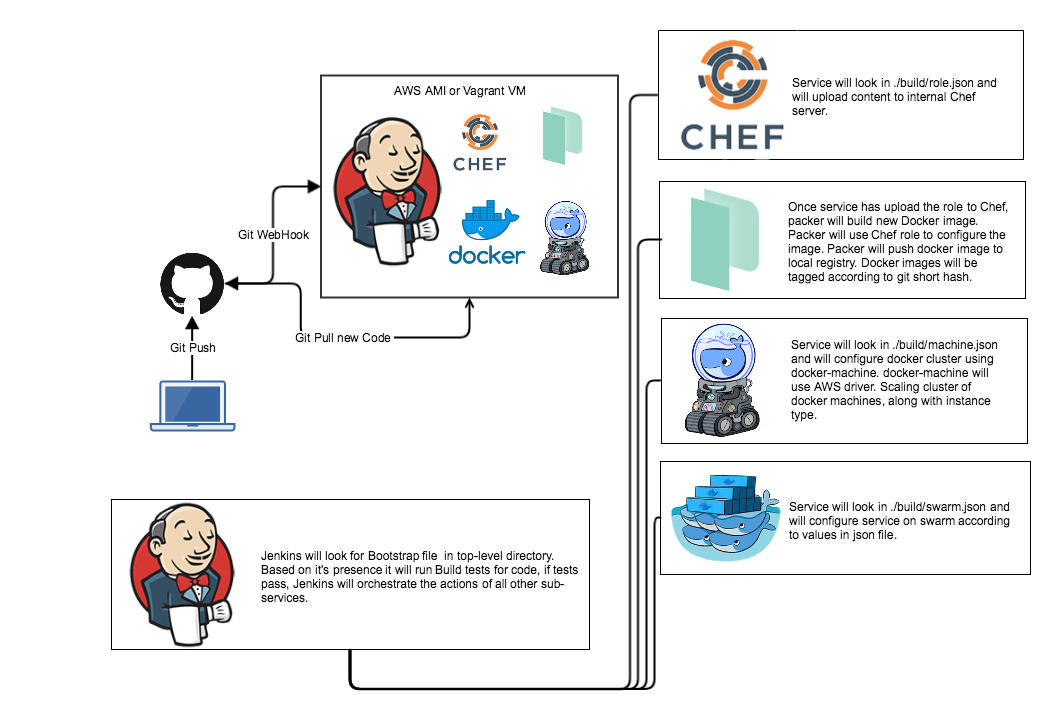 AWS AMI or Vagrant VM
CHEF
docker
Git WebHook
Git Pull new Code
Git Push
CHEF
Service will look in ./build/role.json and
will upload content to internal Chef
server.
Once service has upload the role to Chef,
packer will build new Docker image.
Packer will use Chef role to configure the
image. Packer will push docker image to
local registry. Docker images will be
tagged according to git short hash.
Service will look in ./build/machine.json
and will configure docker cluster using
docker-machine. docker-machine will
use AWS driver. Scaling cluster of
docker machines, along with instance
type.
Service will look in ./build/swarm.json and
will configure service on swarm according
to values in json file.
Jenkins will look for Bootstrap file  in top-level directory.
Based on it's presence it will run Build tests for code, if tests
pass, Jenkins will orchestrate the actions of all other sub-
services.